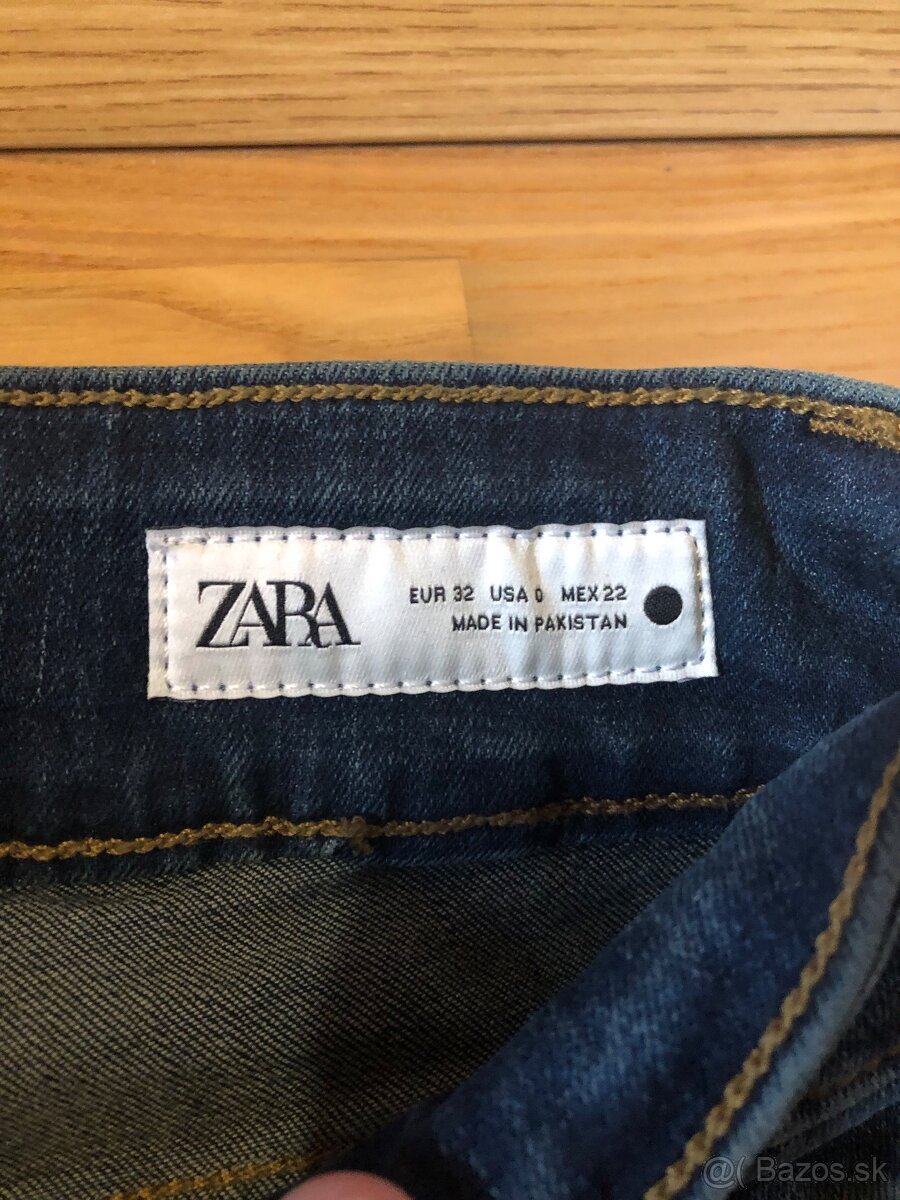 ZARA
EUR 32 USA 0 MEX 22
MADE IN PAKISTAN
@( Bazos.sk